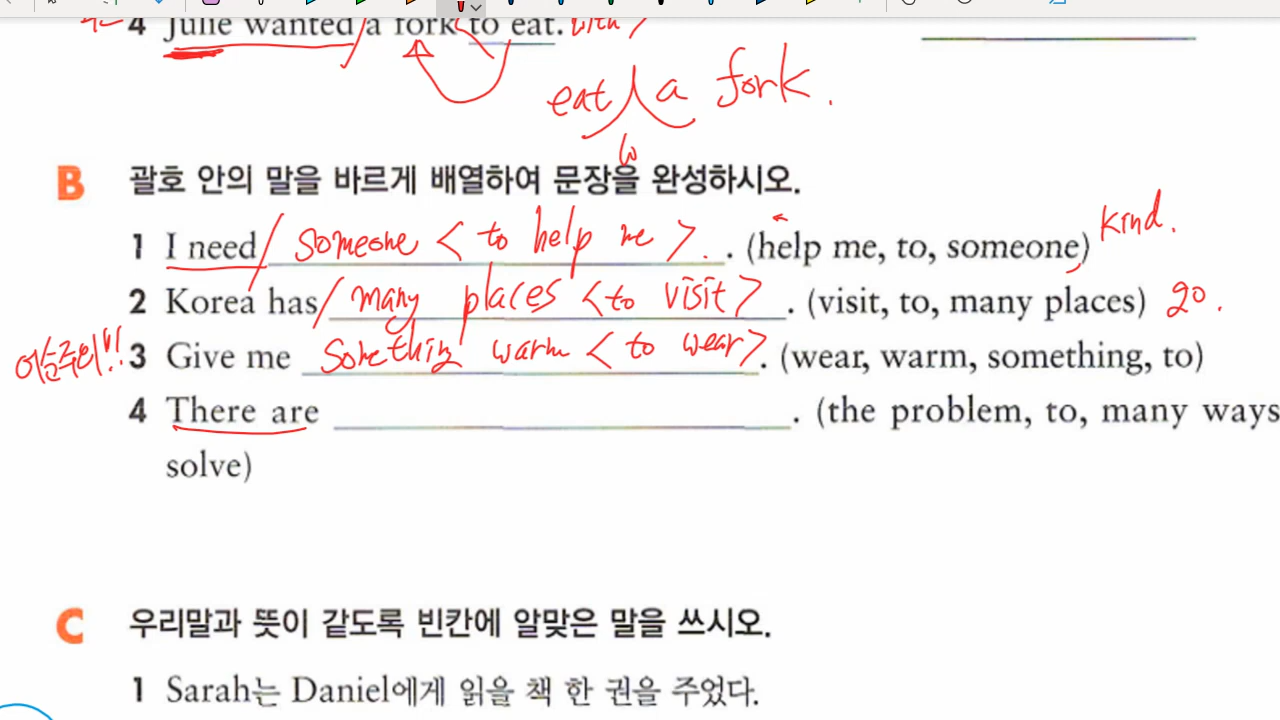 4 Julie wanted / a fork to eat. with
eat a fork.
w
B 괄호 안의 말을 바르게 배열하여 문장을 완성하시오.
1 I need / someone < to help me >. . (help me, to, someone) kind.
2 Korea has / many places < to visit > . (visit, to, many places) go.
3 Give me somethin warm < to wear>. (wear, warm, something, to)
4 There are . (the problem, to, many ways
solve)
C 우리말과 뜻이 같도록 빈칸에 알맞은 말을 쓰시오.
1 Sarah는 Daniel에게 읽을 책 한 권을 주었다.